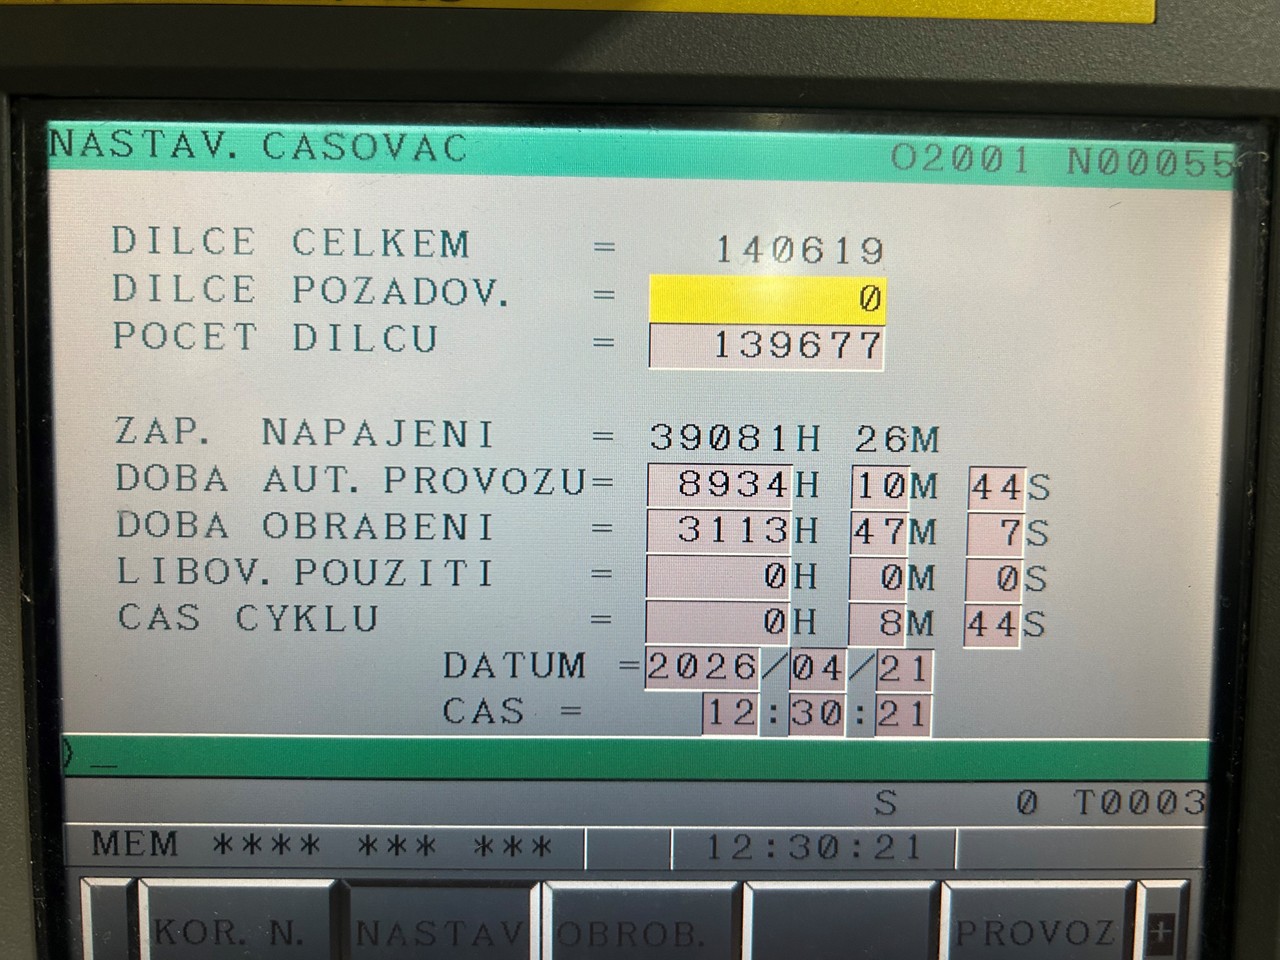 NASTAV. CASOVAC O2001 N00055
DILCE CELKEM = 140619
DILCE POZADOV. = 0
POCET DILCU = 139677
ZAP. NAPAJENI = 39081H 26M
DOBA AUT. PROVOZU= 8934H 10M 44S
DOBA OBRABENI = 3113H 47M 7S
LIBOV. POUZITI = 0H 0M 0S
CAS CYKLU = 0H 8M 44S
DATUM =2026/04/21
CAS = 12:30:21
) _
S 0 T0003
MEM **** *** *** 12:30:21
KOR. N. NASTAV OBROB. PROVOZ +